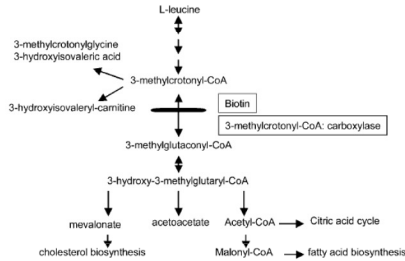 L-leucine
3-methylcrotonylglycine
3-hydroxyisovaleric acid
3-methylcrotonyl-CoA
3-hydroxyisovaleryl-carnitine
Biotin
3-methylcrotonyl-CoA: carboxylase
3-methylglutaconyl-CoA
3-hydroxy-3-methylglutaryl-CoA
mevalonate
acetoacetate
Acetyl-CoA
Citric acid cycle
cholesterol biosynthesis
Malonyl-CoA
fatty acid biosynthesis